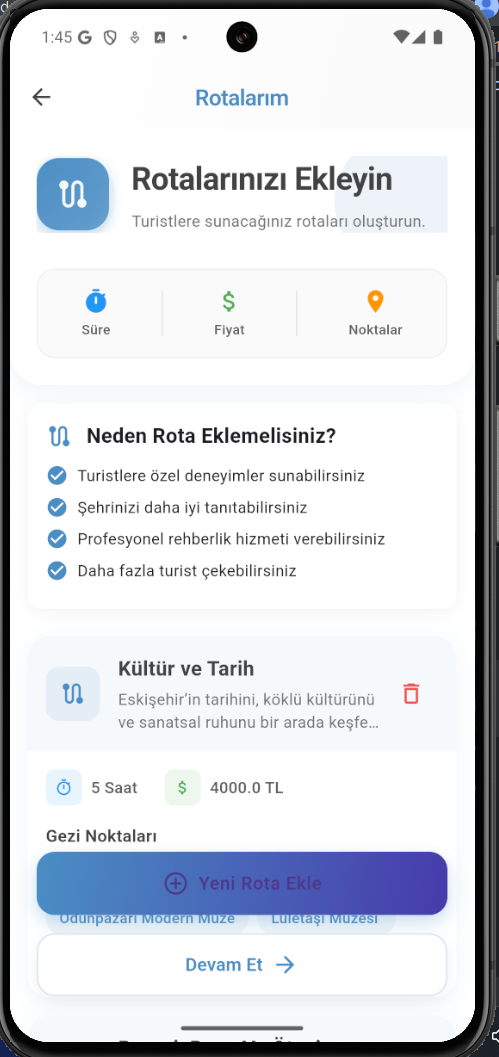 1:45
Rotalarım
Rotalarınızı Ekleyin
Turistlere sunacağınız rotaları oluşturun.
Süre
Fiyat
Noktalar
Neden Rota Eklemelisiniz?
Turistlere özel deneyimler sunabilirsiniz
Şehrinizi daha iyi tanıtabilirsiniz
Profesyonel rehberlik hizmeti verebilirsiniz
Daha fazla turist çekebilirsiniz
Kültür ve Tarih
Eskişehir'in tarihini, köklü kültürünü
ve sanatsal ruhunu bir arada keşfe...
5 Saat
$ 4000.0 TL
Gezi Noktaları
Yeni Rota Ekle
Odunpazarı Modern Müze
Lületaşı Müzesi
Devam Et